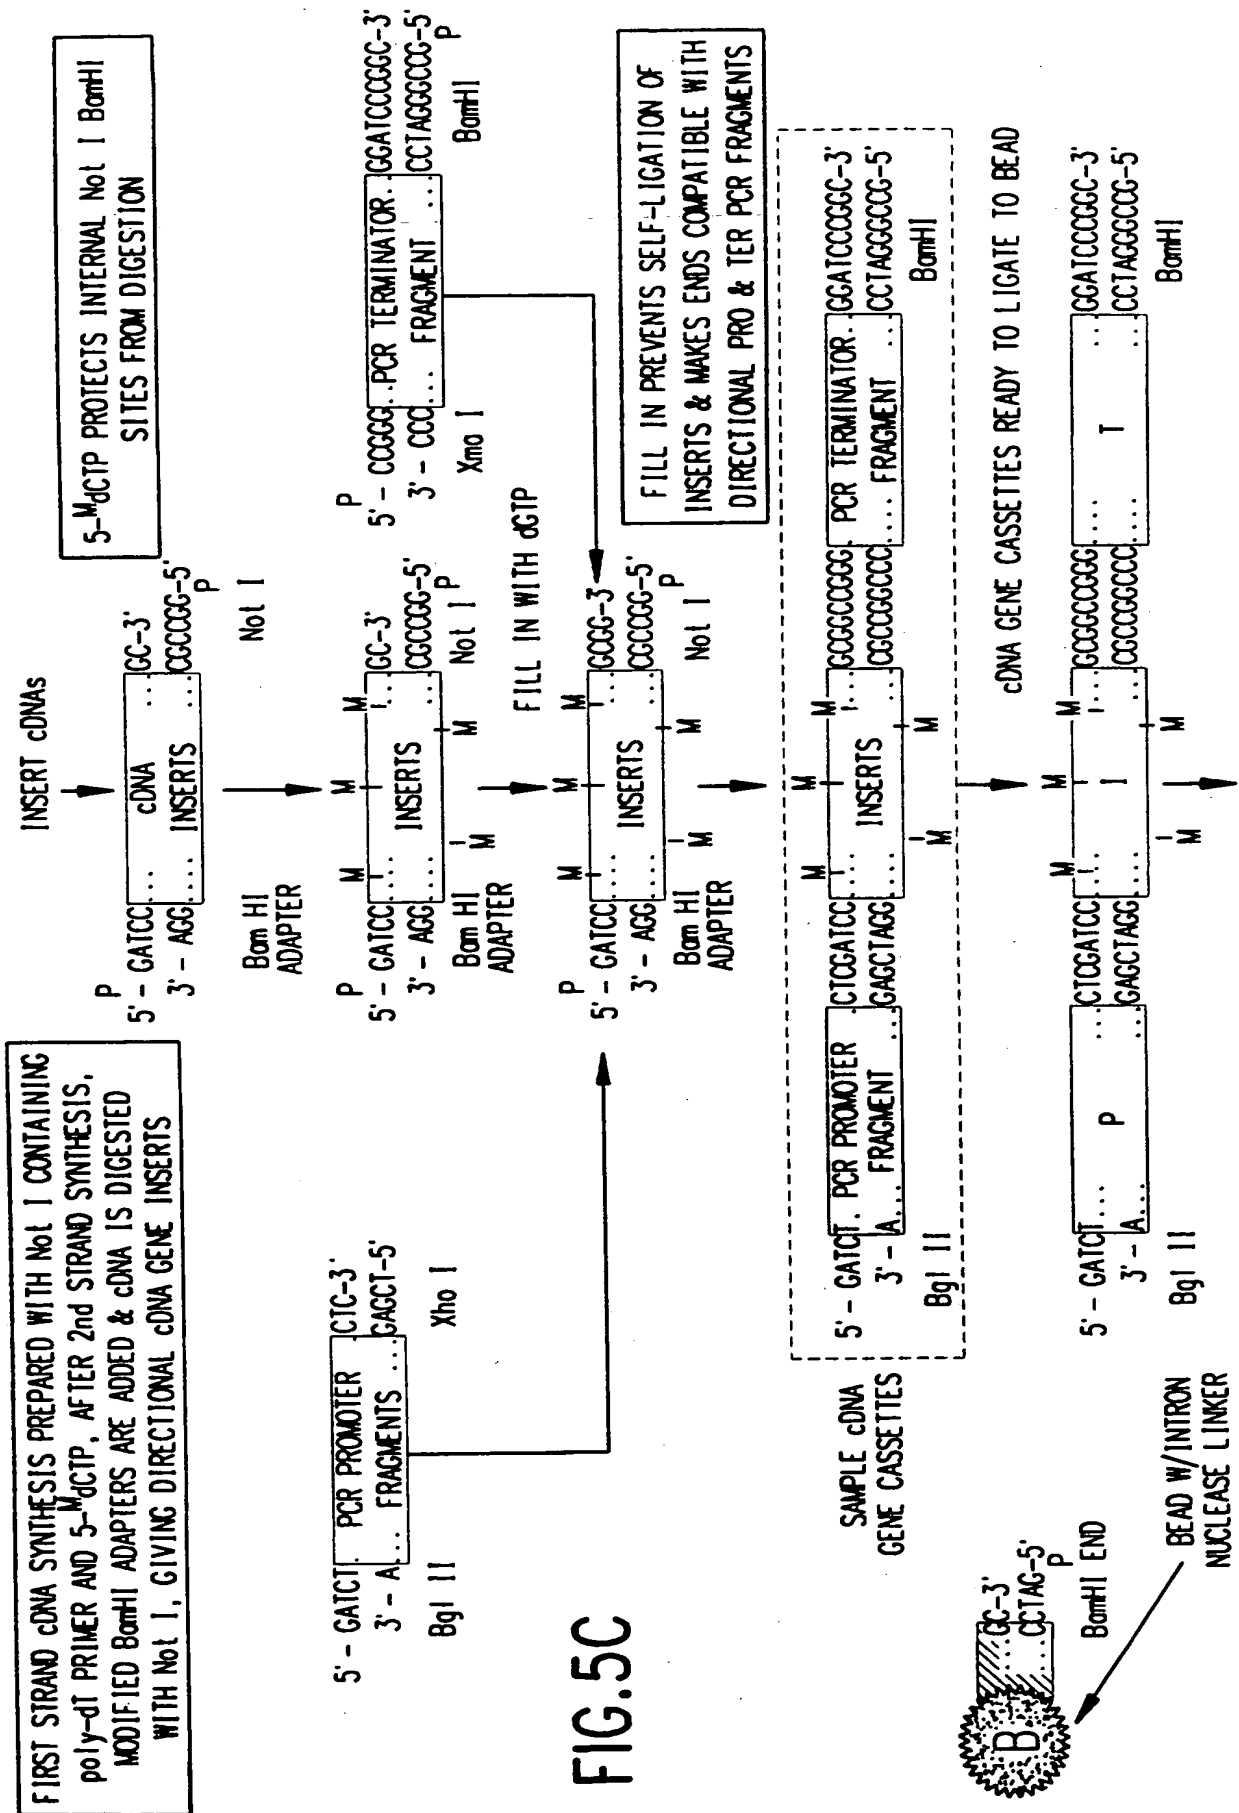 FIRST STRAND cDNA SYNTHESIS PREPARED WITH Not I CONTAINING
poly-dT PRIMER AND 5-MdCTP, AFTER 2nd STRAND SYNTHESIS,
MODIFIED BamHI ADAPTERS ARE ADDED & cDNA IS DIGESTED
WITH Not I, GIVING DIRECTIONAL cDNA GENE INSERTS
INSERT cDNAs
5-MdCTP PROTECTS INTERNAL Not I BamHI
SITES FROM DIGESTION
P
5'- GATCC... cDNA ...GC-3'
3'- AGG.... INSERTS ...CGCCGG-5'
P
Bam HI
ADAPTER
Not I
M M M
P
5'- GATCC... ...GC-3'
INSERTS
3'- AGG.... ...CGCCGG-5'
P
M M
Bam HI
ADAPTER
Not I
P
5'- CCGGG..PCR TERMINATOR..GGATCCCGGC-3'
3'- CCC... FRAGMENT ...CCTAGGGCCG-5'
P
Xma I
BamHI
5'- GATCT. PCR PROMOTER .CTC-3'
3'- A... FRAGMENTS ...GAGCT-5'
Bgl II
Xho I
FILL IN WITH dGTP
M M M
P
5'- GATCC... ...GCGG-3'
INSERTS
3'- AGG.... ...CGCCGG-5'
P
M M
Bam HI
ADAPTER
Not I
FILL IN PREVENTS SELF-LIGATION OF
INSERTS & MAKES ENDS COMPATIBLE WITH
DIRECTIONAL PRO & TER PCR FRAGMENTS
FIG.5C
SAMPLE cDNA
GENE CASSETTES
M M M
5'- GATCT. PCR PROMOTER .CTCGATCC... ...GCGGCCGGG. PCR TERMINATOR..GGATCCCGGC-3'
INSERTS
3'- A... FRAGMENT ...GAGCTAGG.... ...CGCCGGCCC.... FRAGMENT ..CCTAGGGCCG-5'
M M
Bgl II
BamHI
cDNA GENE CASSETTES READY TO LIGATE TO BEAD
M M M
5'- GATCT... ...CTCGATCC... ...GCGGCCGGG.... ..GGATCCCGGC-3'
P I T
3'- A... ...GAGCTAGG.... ...CGCCGGCCC.... ..CCTAGGGCCG-5'
M M
Bgl II
BamHI
B
..GC-3'
....CCTAG-5'
P
BamHI END
BEAD W/INTRON
NUCLEASE LINKER